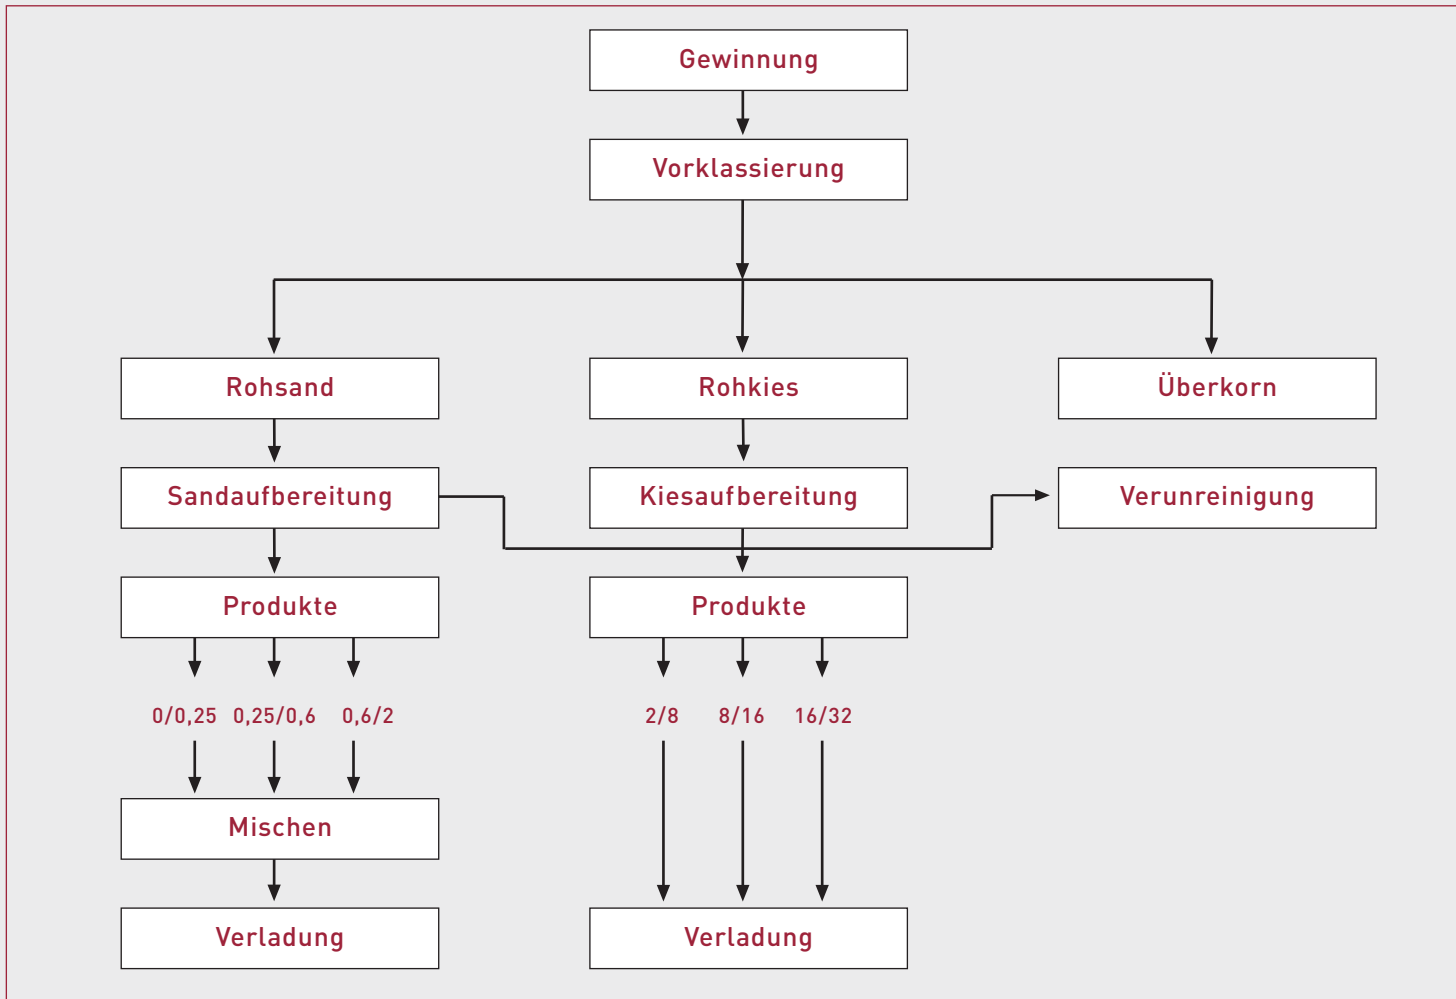 Gewinnung
Vorklassierung
Rohsand
Rohkies
Überkorn
Sandaufbereitung
Kiesaufbereitung
Verunreinigung
Produkte
Produkte
0/0,25 0,25/0,6 0,6/2
2/8 8/16 16/32
Mischen
Verladung
Verladung